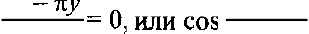 − πy
= 0, или cos